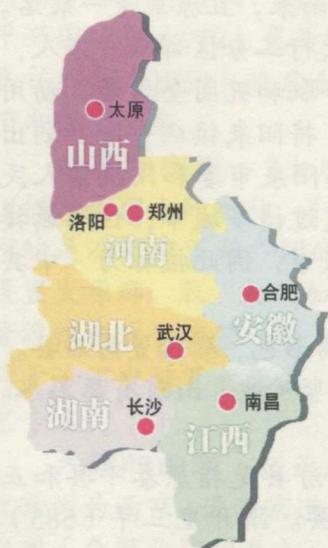 太原
山西
洛阳
郑州
河南
合肥
安徽
湖北
武汉
湖南
长沙
南昌
江西